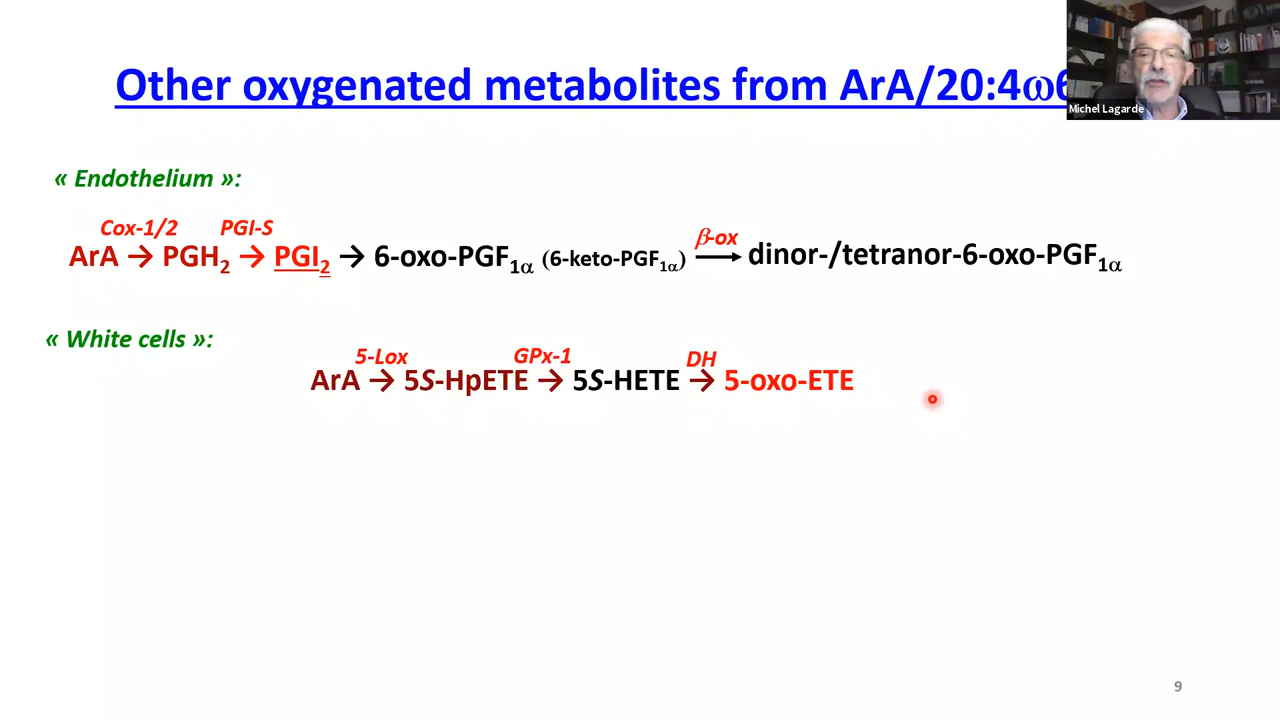 Other oxygenated metabolites from ArA/20:4ω6
Michel Lagarde
« Endothelium »:
Cox-1/2 PGI-S β-ox
ArA → PGH2 → PGI2 → 6-oxo-PGF1α (6-keto-PGF1α) → dinor-/tetranor-6-oxo-PGF1α
« White cells »:
5-Lox GPx-1 DH
ArA → 5S-HpETE → 5S-HETE → 5-oxo-ETE
9